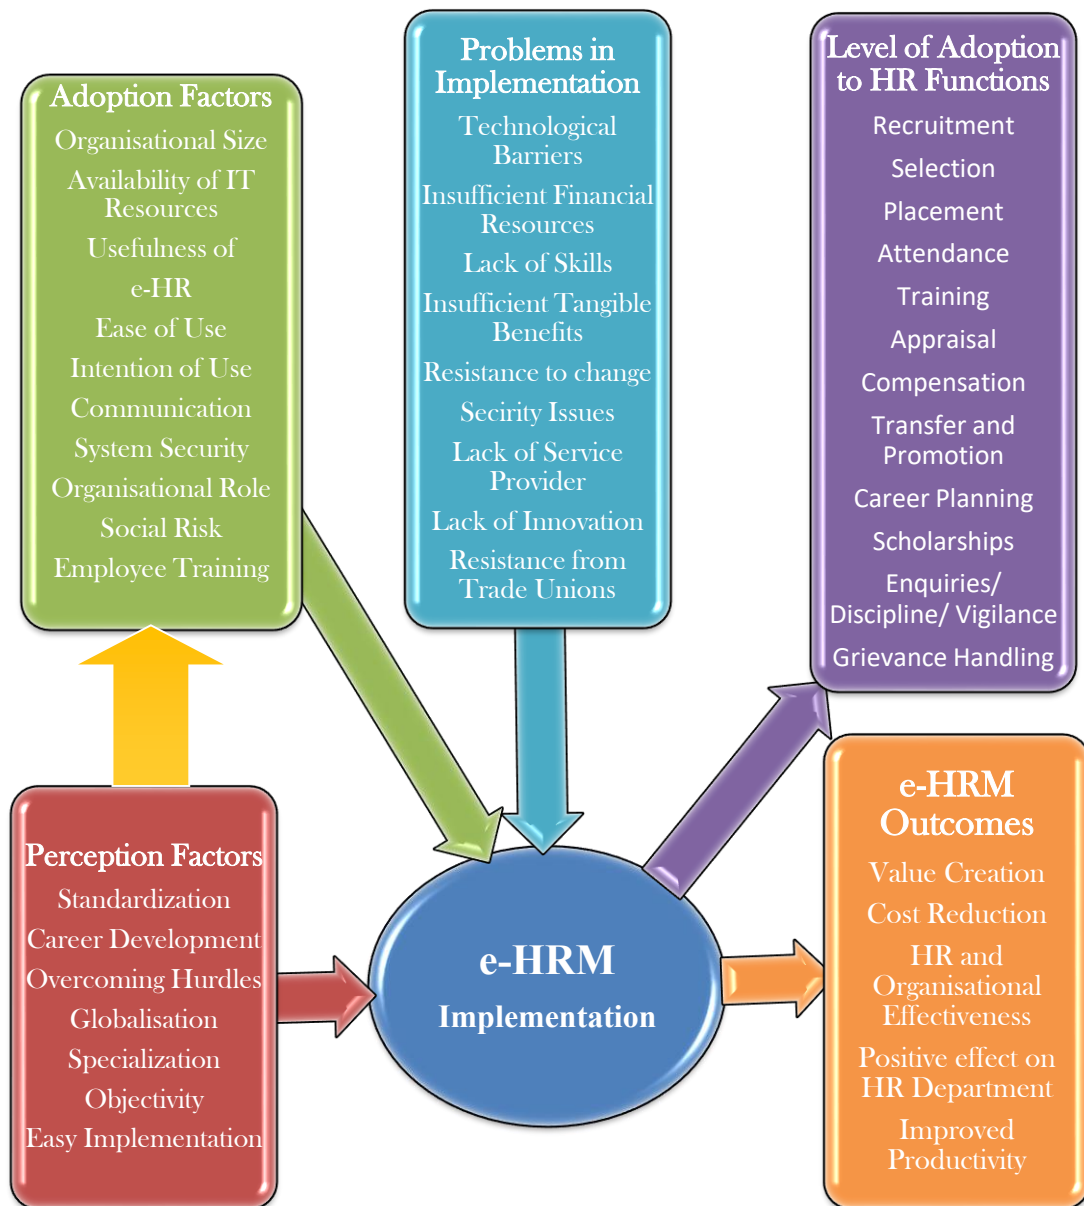 Adoption Factors
Organisational Size
Availability of IT
Resources
Usefulness of
e-HR
Ease of Use
Intention of Use
Communication
System Security
Organisational Role
Social Risk
Employee Training
Problems in
Implementation
Technological
Barriers
Insufficient Financial
Resources
Lack of Skills
Insufficient Tangible
Benefits
Resistance to change
Secirity Issues
Lack of Service
Provider
Lack of Innovation
Resistance from
Trade Unions
Level of Adoption
to HR Functions
Recruitment
Selection
Placement
Attendance
Training
Appraisal
Compensation
Transfer and
Promotion
Career Planning
Scholarships
Enquiries/
Discipline/ Vigilance
Grievance Handling
Perception Factors
Standardization
Career Development
Overcoming Hurdles
Globalisation
Specialization
Objectivity
Easy Implementation
e-HRM
Implementation
e-HRM
Outcomes
Value Creation
Cost Reduction
HR and
Organisational
Effectiveness
Positive effect on
HR Department
Improved
Productivity